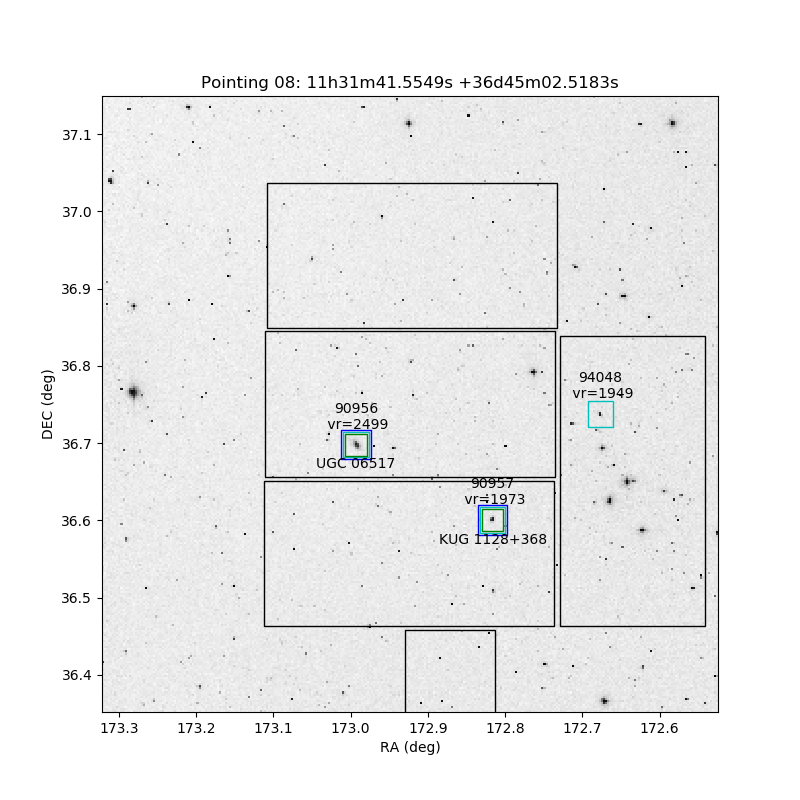 Pointing 08: 11h31m41.5549s +36d45m02.5183s
37.1
37.0
36.9
36.8
36.7
36.6
36.5
36.4
DEC (deg)
94048
vr=1949
90956
vr=2499
UGC 06517
90957
vr=1973
KUG 1128+368
173.3 173.2 173.1 173.0 172.9 172.8 172.7 172.6
RA (deg)